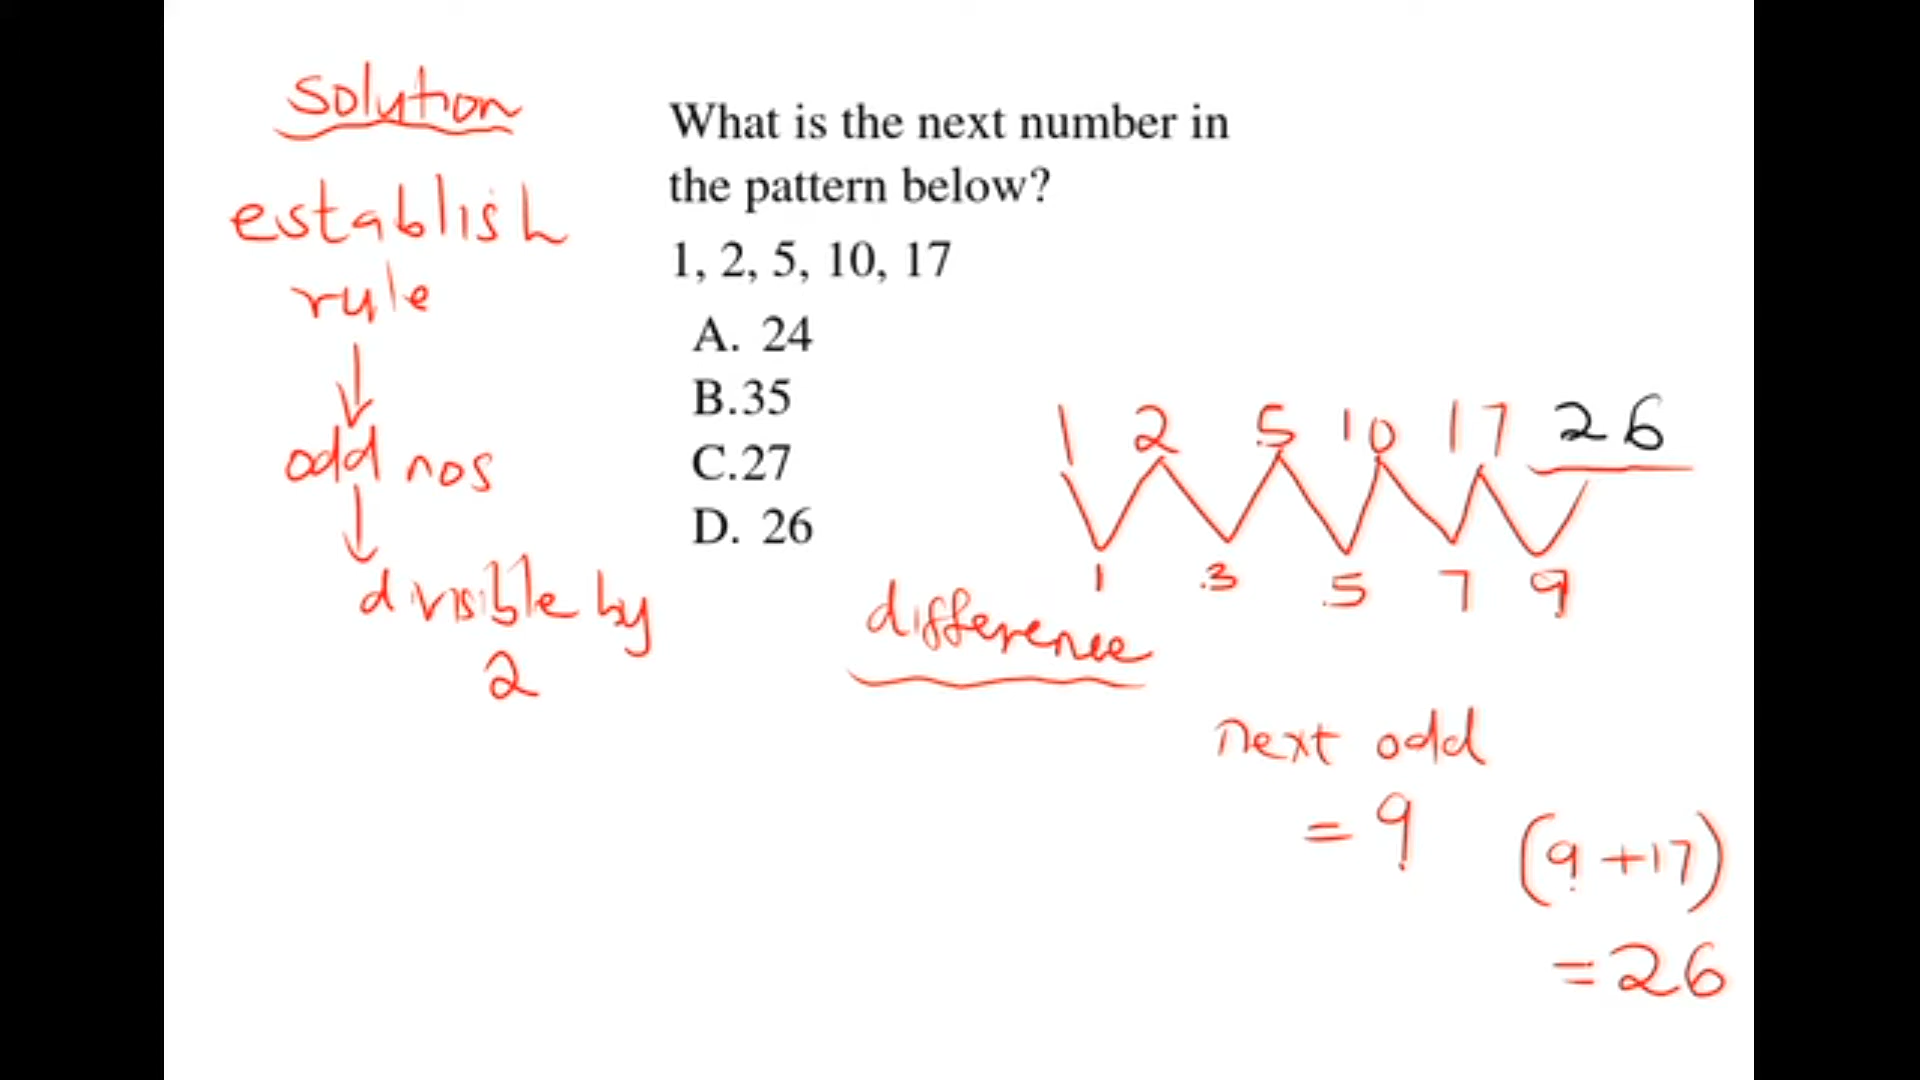 solution
establish
rule
odd nos
divisible by
2
What is the next number in
the pattern below?
1, 2, 5, 10, 17
A. 24
B.35
C.27
D. 26
1 2 5 10 17 26
1 3 5 7 9
difference
next odd
= 9
(9 + 17)
= 26